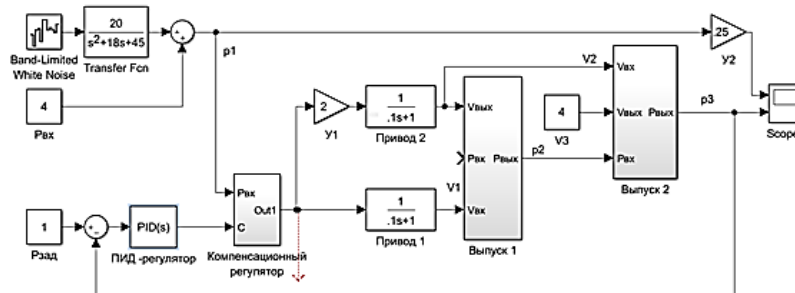 20
s²+18s+45
Band-Limited
White Noise
Transfer Fcn
p1
4
Pвх
.25
У2
V2
Vвх
p3
Vвых
Pвых
Pвх
Выпуск 2
4
V3
Scope
2
У1
1
.1s+1
Привод 2
Vвых
Pвх
Pвых
Vвх
Выпуск 1
p2
V1
1
.1s+1
Привод 1
Pвх
Out1
C
Компенсационный
регулятор
1
Pзад
PID(s)
ПИД -регулятор